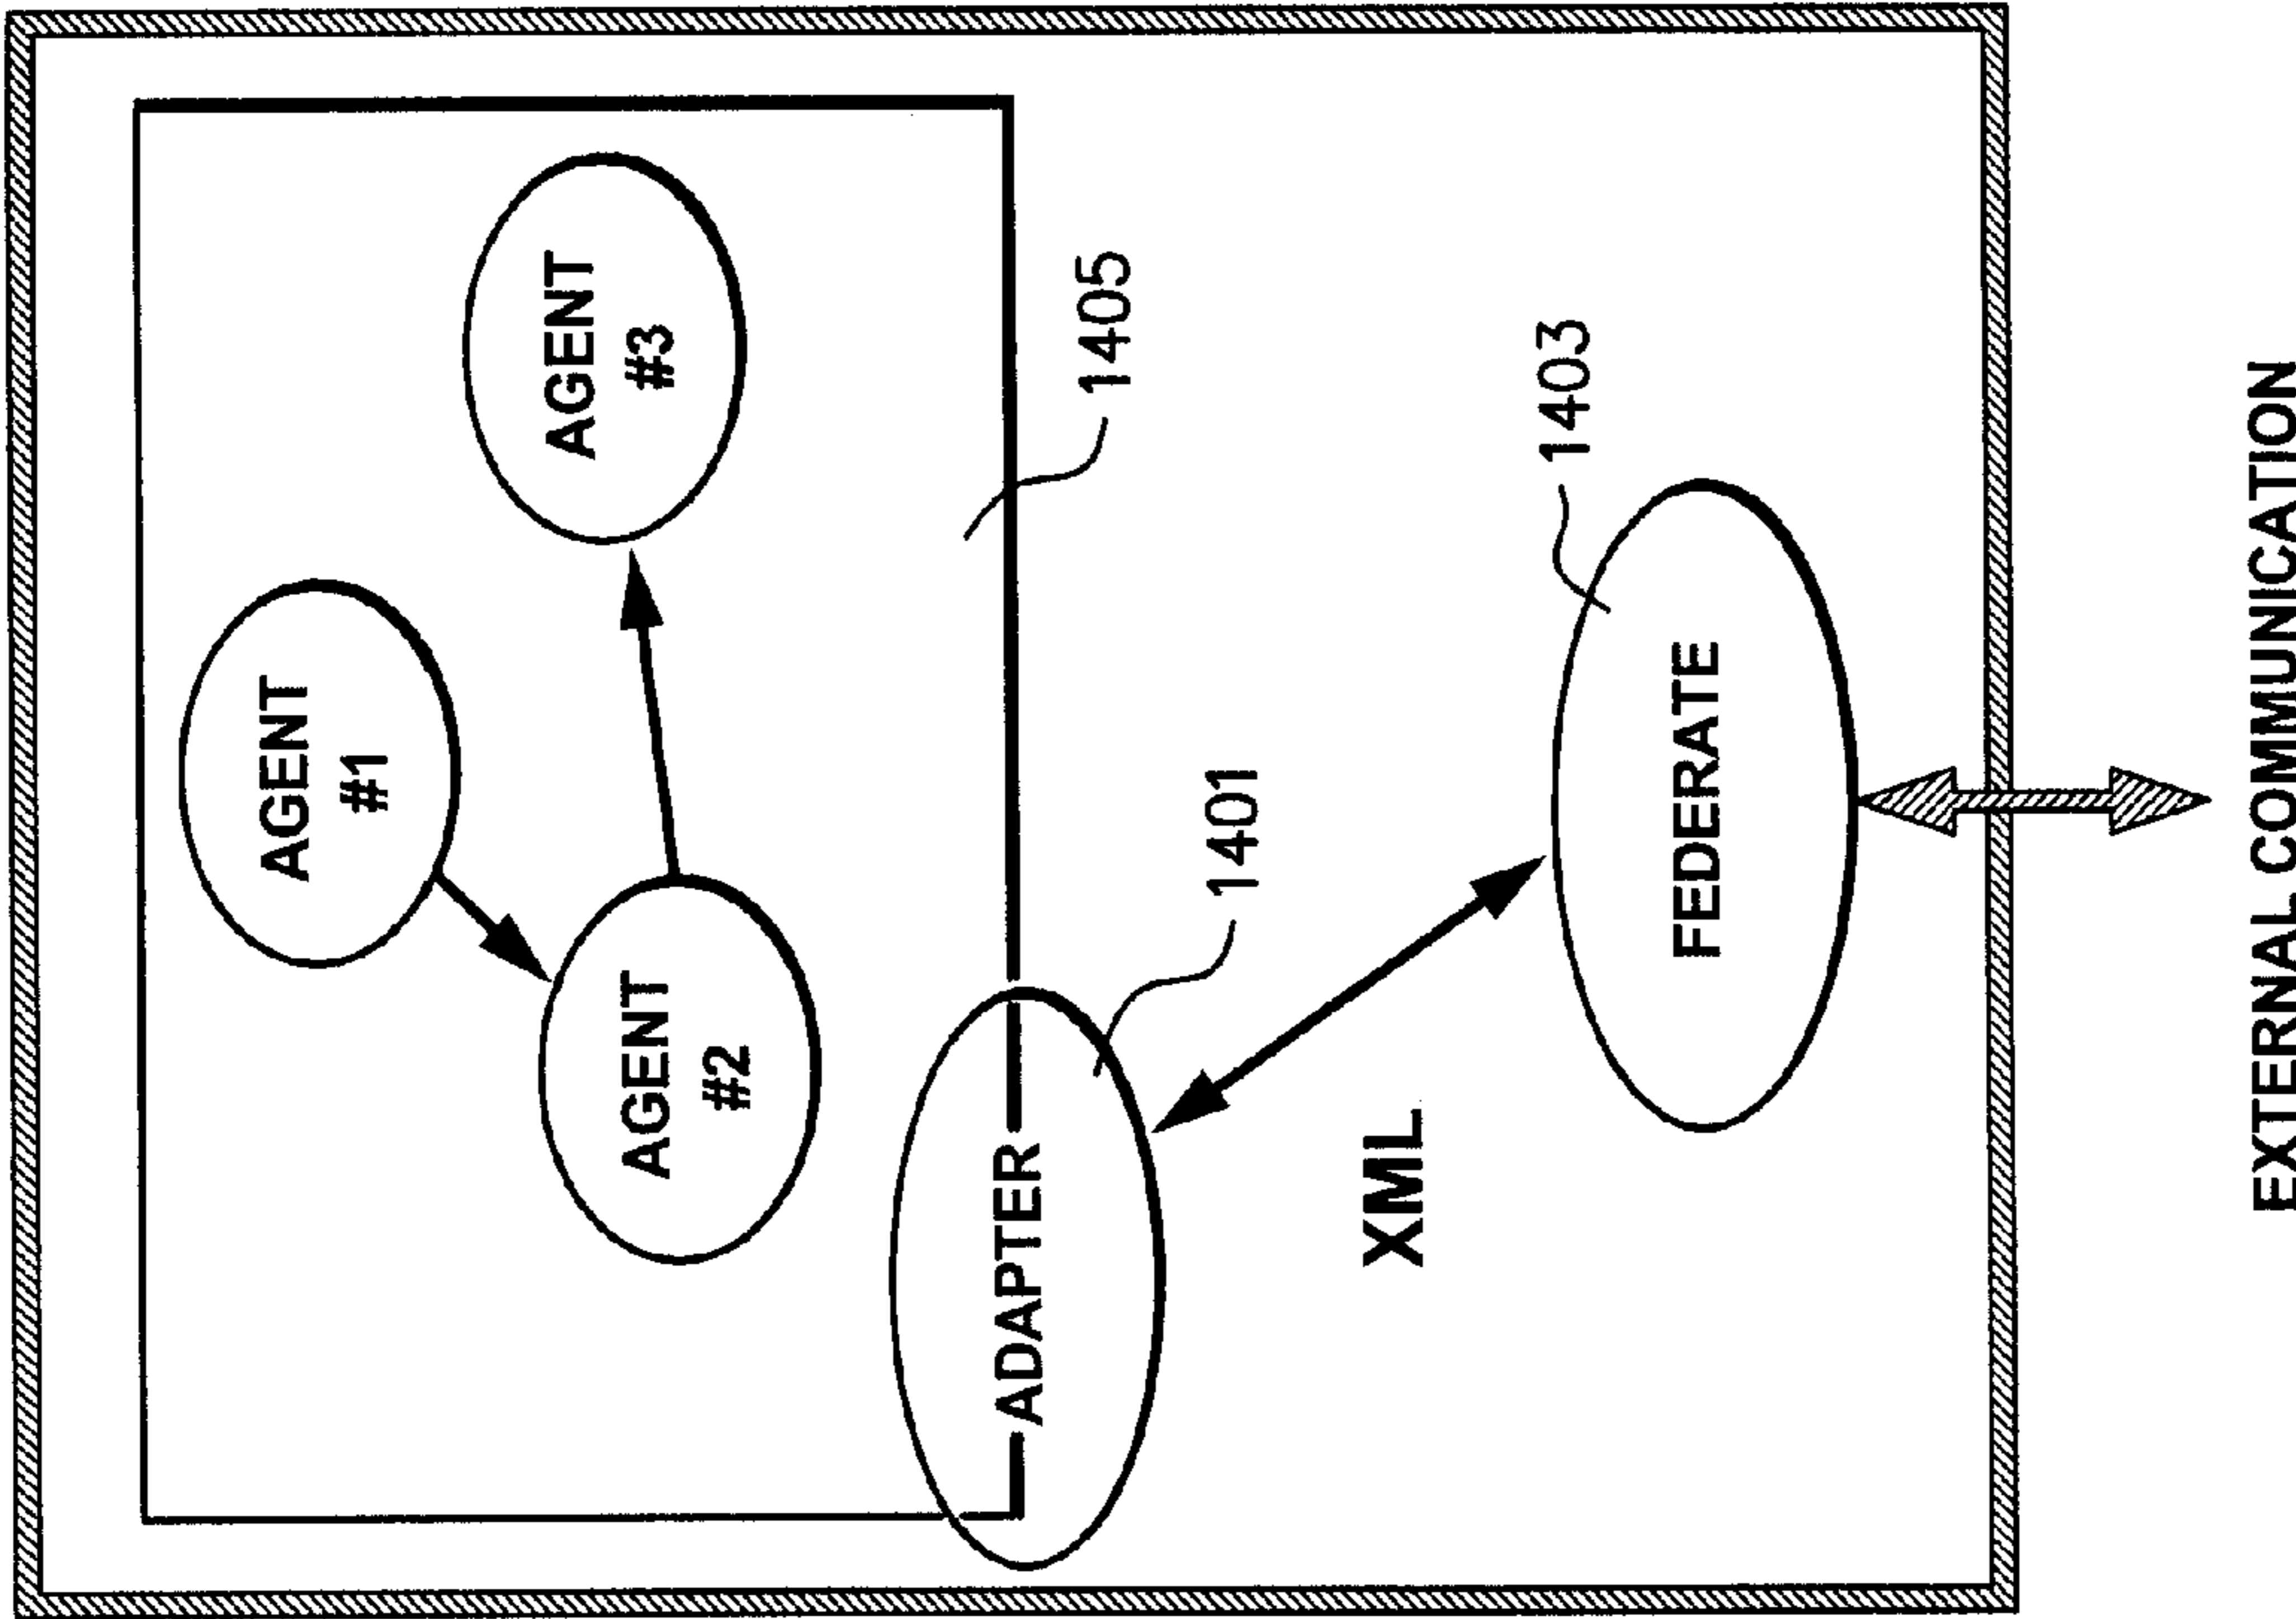 AGENT
#1
AGENT
#2
AGENT
#3
1405
ADAPTER
1401
XML
1403
FEDERATE
EXTERNAL COMMUNICATION